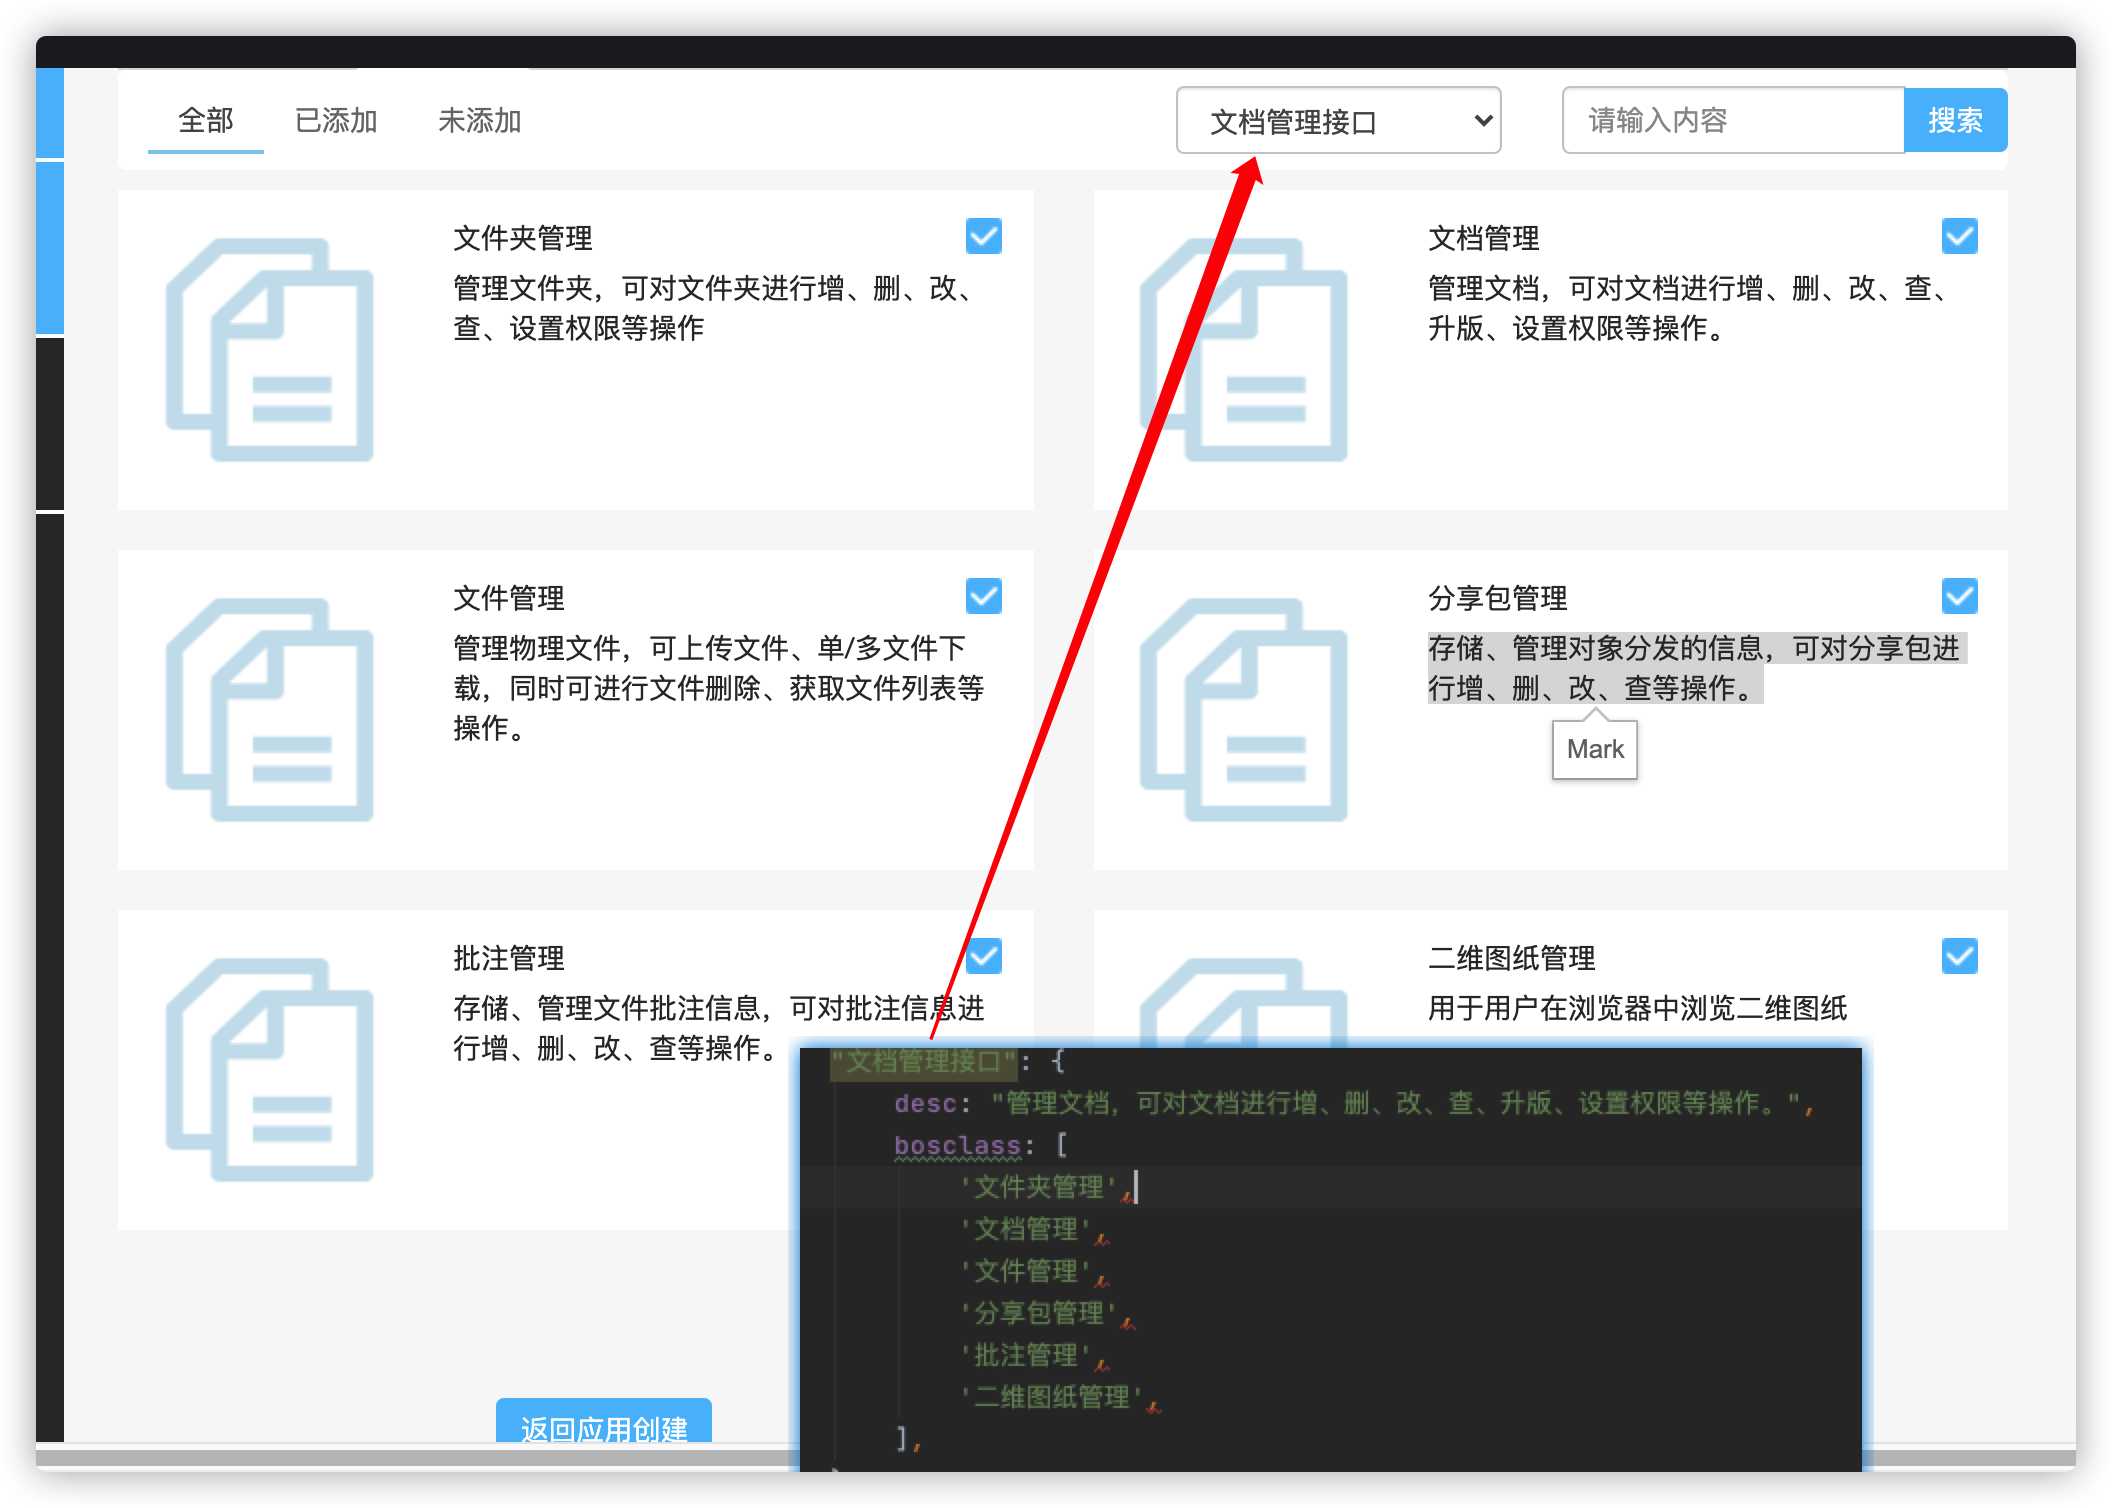 全部
已添加
未添加
文档管理接口
请输入内容
搜索
文件夹管理
管理文件夹，可对文件夹进行增、删、改、
查、设置权限等操作
文档管理
管理文档，可对文档进行增、删、改、查、
升版、设置权限等操作。
文件管理
管理物理文件，可上传文件、单/多文件下
载，同时可进行文件删除、获取文件列表等
操作。
分享包管理
存储、管理对象分发的信息，可对分享包进
行增、删、改、查等操作。
Mark
批注管理
存储、管理文件批注信息，可对批注信息进
行增、删、改、查等操作。
二维图纸管理
用于用户在浏览器中浏览二维图纸
"文档管理接口": {
desc: "管理文档，可对文档进行增、删、改、查、升版、设置权限等操作。",
bosclass: [
'文件夹管理',
'文档管理',
'文件管理',
'分享包管理',
'批注管理',
'二维图纸管理',
],
返回应用创建